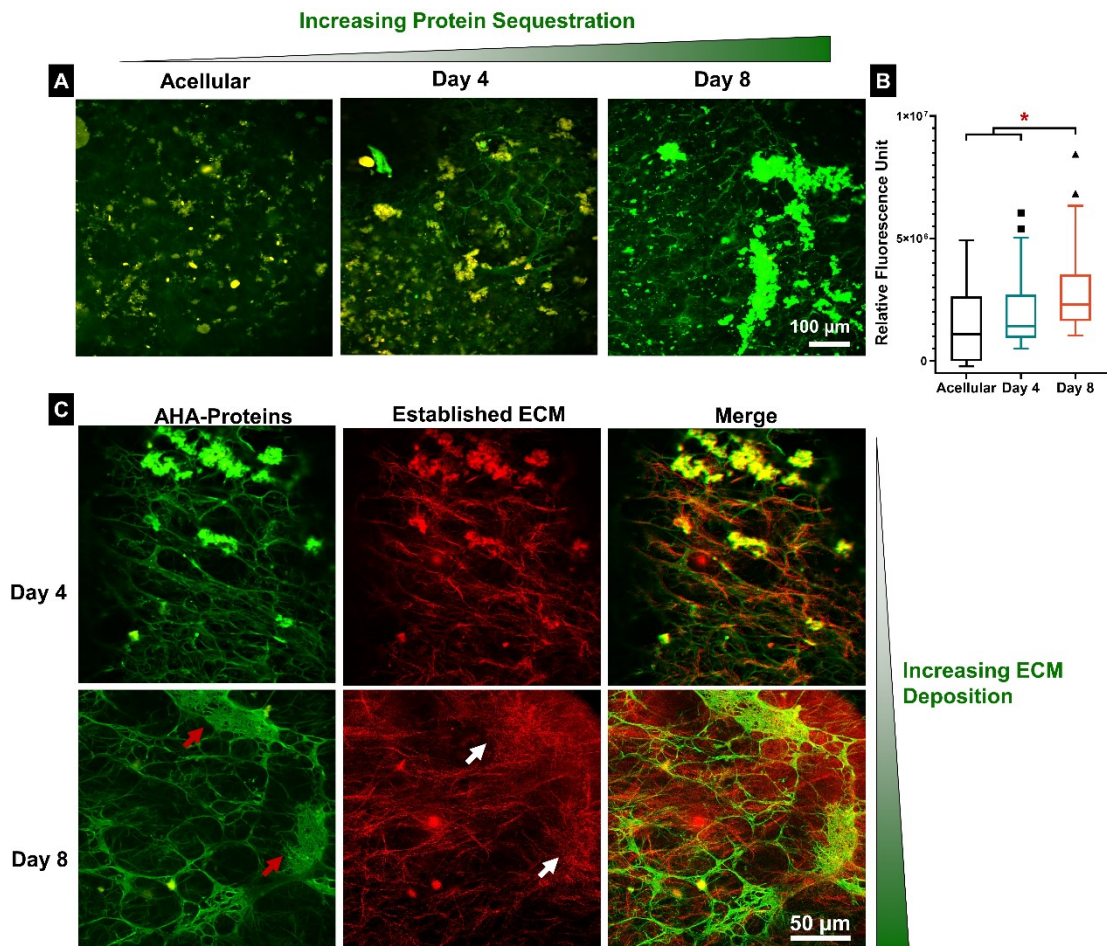 Increasing Protein Sequestration
A
Acellular
Day 4
Day 8
100 µm
B
*
Relative Fluorescence Unit
1×10⁷
5×10⁶
0
Acellular
Day 4
Day 8
C
AHA-Proteins
Established ECM
Merge
Day 4
Day 8
50 µm
Increasing ECM
Deposition